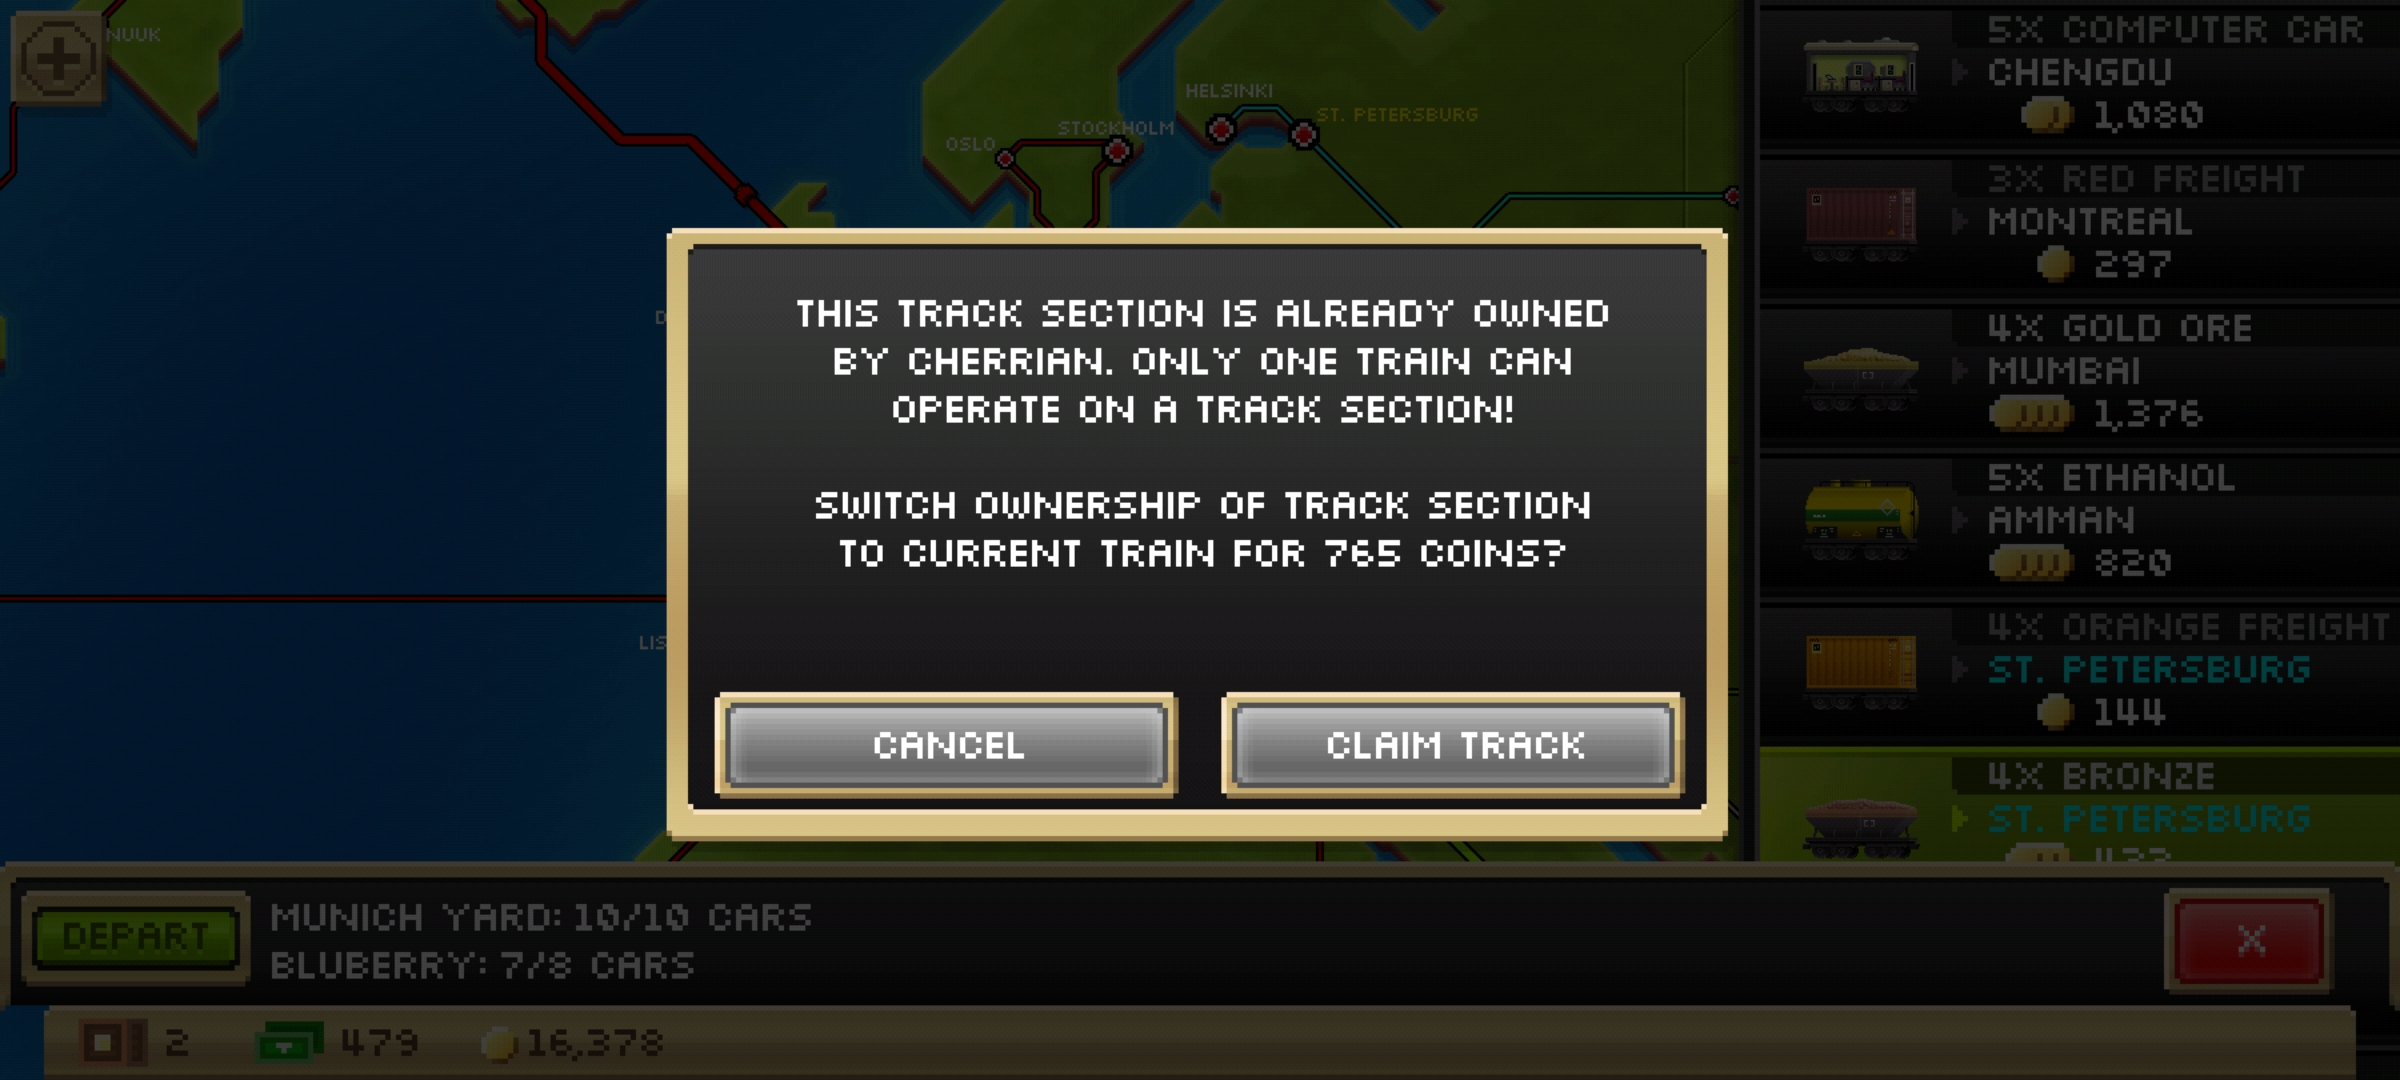 NUUK
HELSINKI
ST. PETERSBURG
STOCKHOLM
OSLO
D
LIS
THIS TRACK SECTION IS ALREADY OWNED
BY CHERRIAN. ONLY ONE TRAIN CAN
OPERATE ON A TRACK SECTION!
SWITCH OWNERSHIP OF TRACK SECTION
TO CURRENT TRAIN FOR 765 COINS?
CANCEL
CLAIM TRACK
5X COMPUTER CAR
CHENGDU
1,080
3X RED FREIGHT
MONTREAL
297
4X GOLD ORE
MUMBAI
1,376
5X ETHANOL
AMMAN
820
4X ORANGE FREIGHT
ST. PETERSBURG
144
4X BRONZE
ST. PETERSBURG
DEPART
MUNICH YARD: 10/10 CARS
BLUBERRY: 7/8 CARS
X
2
479
16,378